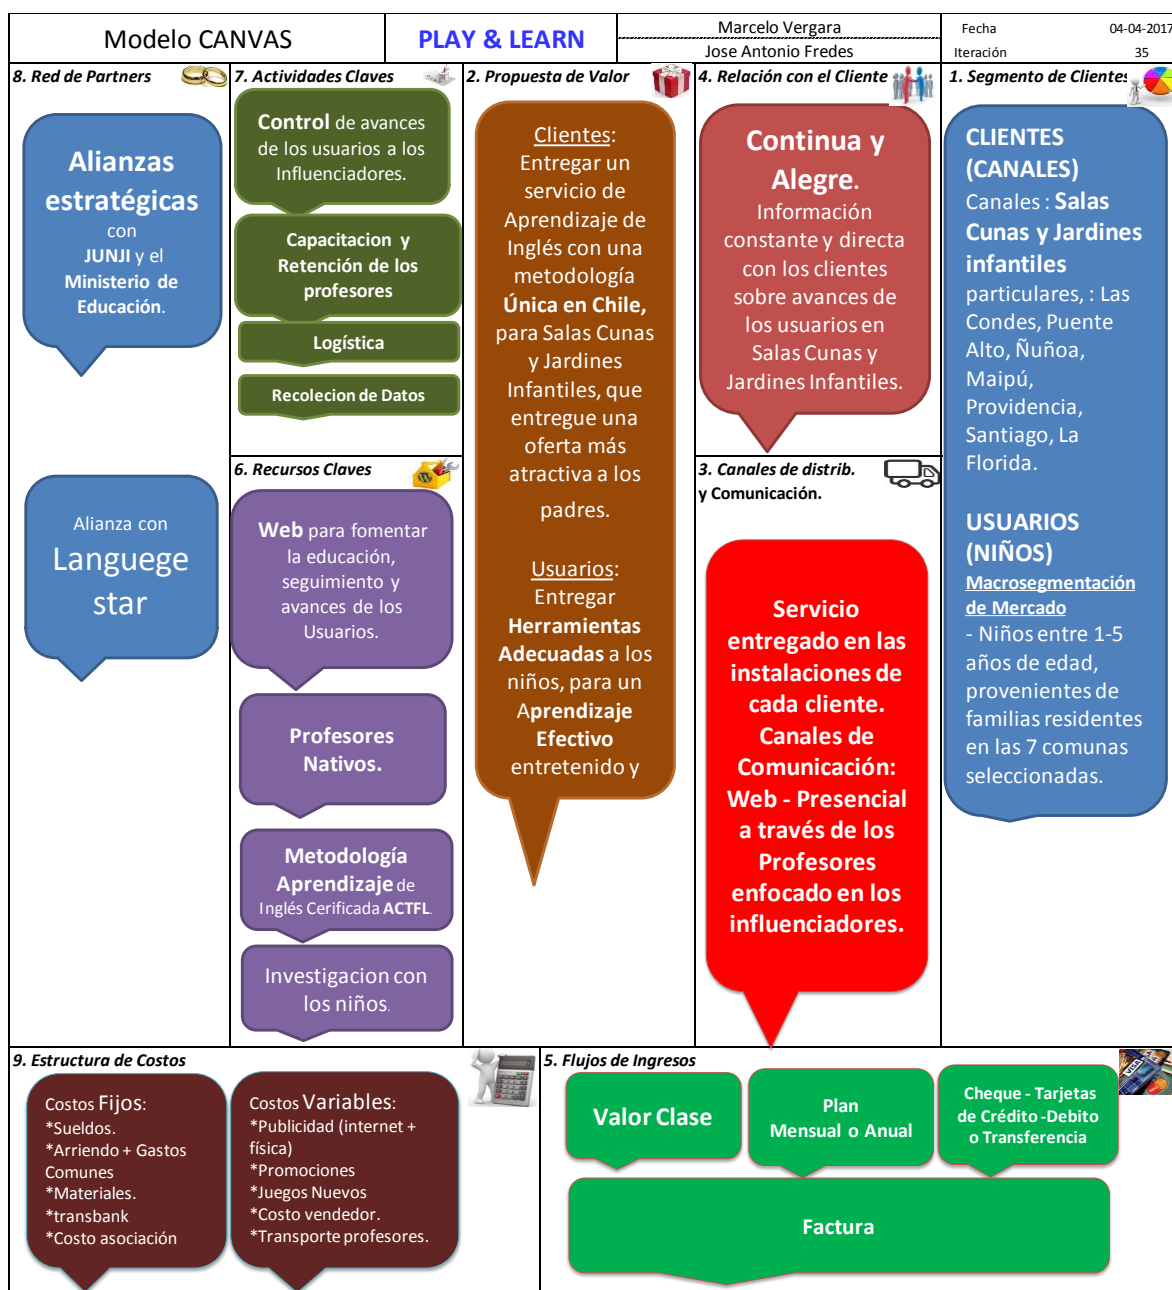 Modelo CANVAS
PLAY & LEARN
Marcelo Vergara
Jose Antonio Fredes
Fecha 04-04-2017
Iteración 35
8. Red de Partners
Alianzas
estratégicas
con
JUNJI y el
Ministerio de
Educación.
Alianza con
Languege
star
7. Actividades Claves
Control de avances
de los usuarios a los
Influenciadores.
Capacitacion y
Retención de los
profesores
Logística
Recolecion de Datos
6. Recursos Claves
Web para fomentar
la educación,
seguimiento y
avances de los
Usuarios.
Profesores
Nativos.
Metodología
Aprendizaje de
Inglés Cerificada ACTFL.
Investigacion con
los niños.
2. Propuesta de Valor
Clientes:
Entregar un
servicio de
Aprendizaje de
Inglés con una
metodología
Única en Chile,
para Salas Cunas
y Jardines
Infantiles, que
entregue una
oferta más
atractiva a los
padres.
Usuarios:
Entregar
Herramientas
Adecuadas a los
niños, para un
Aprendizaje
Efectivo
entretenido y
4. Relación con el Cliente
Continua y
Alegre.
Información
constante y directa
con los clientes
sobre avances de
los usuarios en
Salas Cunas y
Jardines Infantiles.
3. Canales de distrib.
y Comunicación.
Servicio
entregado en las
instalaciones de
cada cliente.
Canales de
Comunicación:
Web - Presencial
a través de los
Profesores
enfocado en los
influenciadores.
1. Segmento de Clientes
CLIENTES
(CANALES)
Canales : Salas
Cunas y Jardines
infantiles
particulares, : Las
Condes, Puente
Alto, Ñuñoa,
Maipú,
Providencia,
Santiago, La
Florida.
USUARIOS
(NIÑOS)
Macrosegmentación
de Mercado
- Niños entre 1-5
años de edad,
provenientes de
familias residentes
en las 7 comunas
seleccionadas.
9. Estructura de Costos
Costos Fijos:
*Sueldos.
*Arriendo + Gastos
Comunes
*Materiales.
*transbank
*Costo asociación
Costos Variables:
*Publicidad (internet +
física)
*Promociones
*Juegos Nuevos
*Costo vendedor.
*Transporte profesores.
5. Flujos de Ingresos
Valor Clase
Plan
Mensual o Anual
Cheque - Tarjetas
de Crédito -Debito
o Transferencia
Factura
VISA